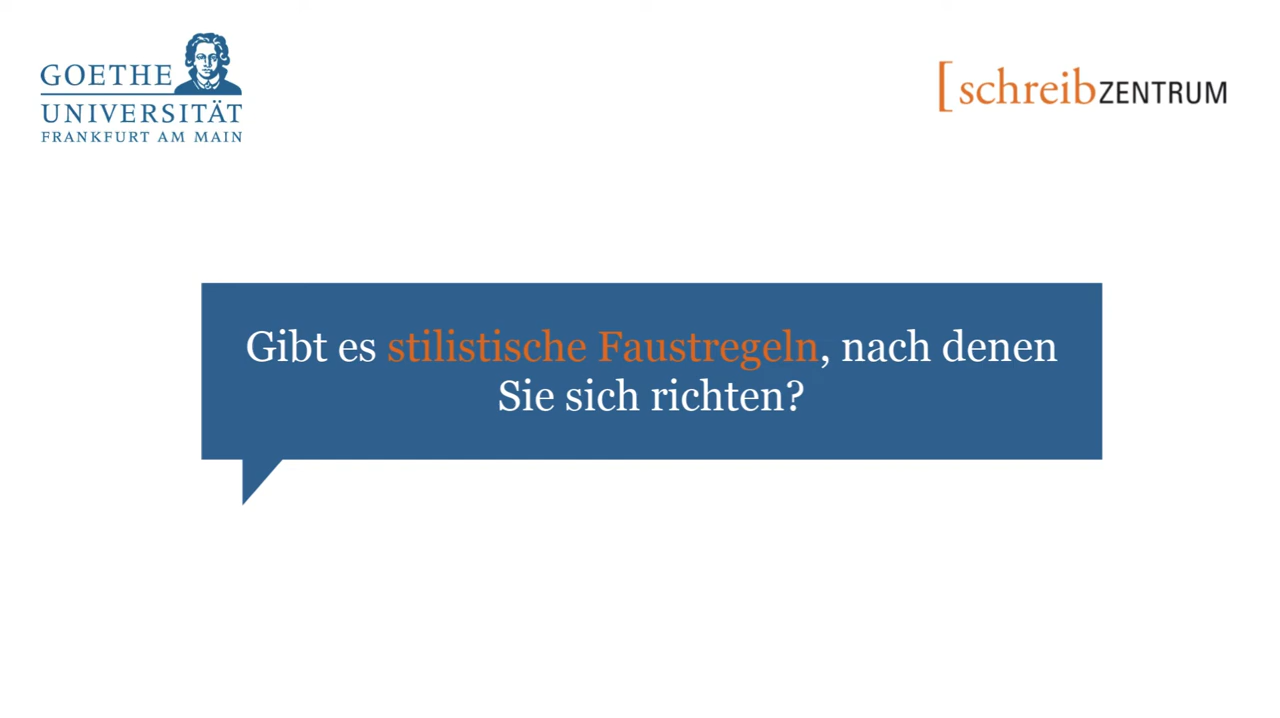 GOETHE
UNIVERSITÄT
FRANKFURT AM MAIN
[schreibZENTRUM
Gibt es stilistische Faustregeln, nach denen
Sie sich richten?